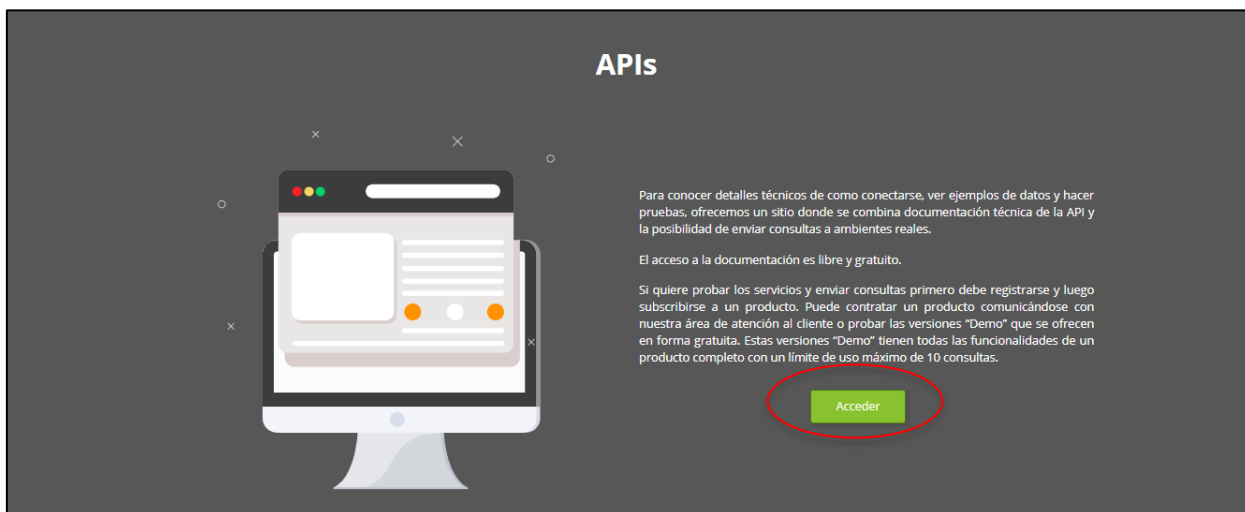 APIs
Para conocer detalles técnicos de como conectarse, ver ejemplos de datos y hacer
pruebas, ofrecemos un sitio donde se combina documentación técnica de la API y
la posibilidad de enviar consultas a ambientes reales.
El acceso a la documentación es libre y gratuito.
Si quiere probar los servicios y enviar consultas primero debe registrarse y luego
subscribirse a un producto. Puede contratar un producto comunicándose con
nuestra área de atención al cliente o probar las versiones “Demo” que se ofrecen
en forma gratuita. Estas versiones “Demo” tienen todas las funcionalidades de un
producto completo con un límite de uso máximo de 10 consultas.
Acceder